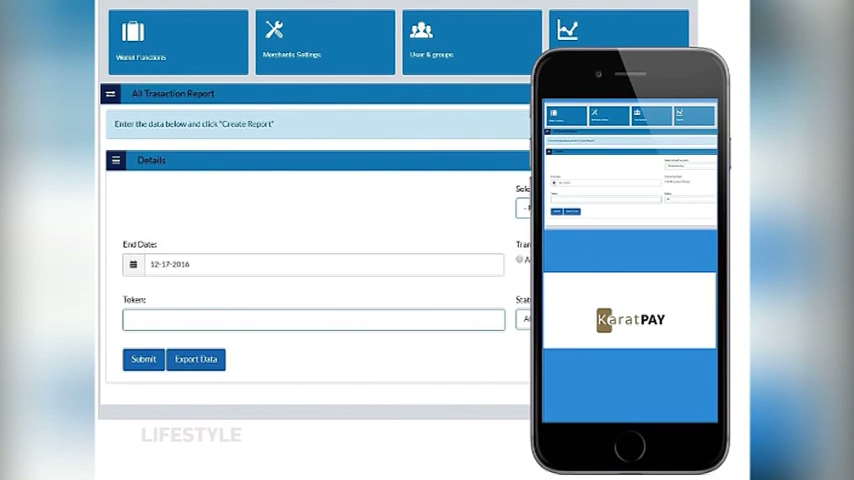 Wallet Functions
Merchants Settings
User & groups
All Trasaction Report
Enter the data below and click "Create Report"
Details
End Date:
12-17-2016
Token:
Submit
Export Data
KaratPAY
LIFESTYLE